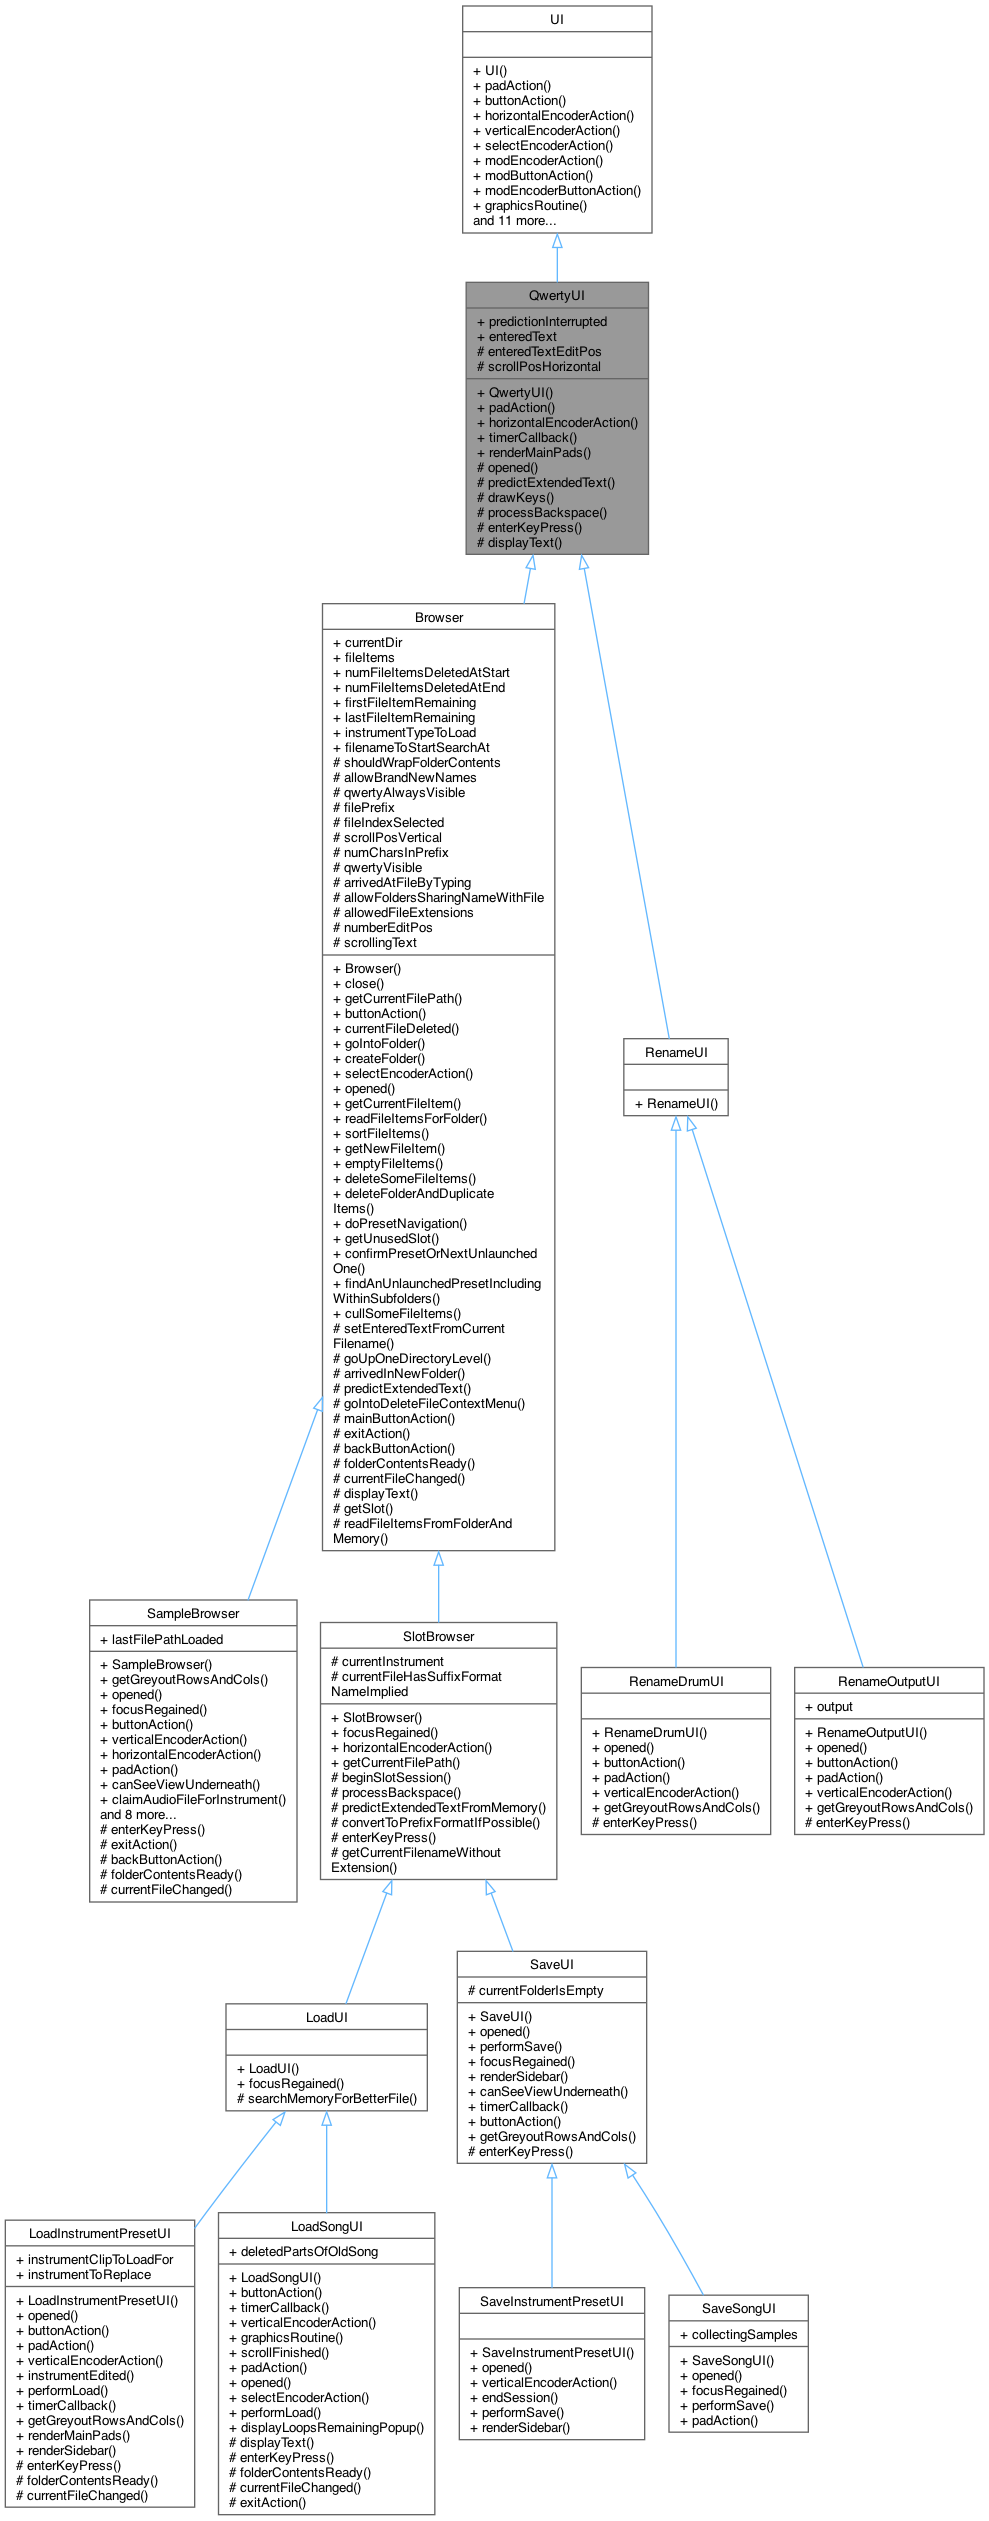 UI
+ UI()
+ padAction()
+ buttonAction()
+ horizontalEncoderAction()
+ verticalEncoderAction()
+ selectEncoderAction()
+ modEncoderAction()
+ modButtonAction()
+ modEncoderButtonAction()
+ graphicsRoutine()
and 11 more...
QwertyUI
+ predictionInterrupted
+ enteredText
# enteredTextEditPos
# scrollPosHorizontal
+ QwertyUI()
+ padAction()
+ horizontalEncoderAction()
+ timerCallback()
+ renderMainPads()
# opened()
# predictExtendedText()
# drawKeys()
# processBackspace()
# enterKeyPress()
# displayText()
Browser
+ currentDir
+ fileItems
+ numFileItemsDeletedAtStart
+ numFileItemsDeletedAtEnd
+ firstFileItemRemaining
+ lastFileItemRemaining
+ instrumentTypeToLoad
+ filenameToStartSearchAt
# shouldWrapFolderContents
# allowBrandNewNames
# qwertyAlwaysVisible
# filePrefix
# fileIndexSelected
# scrollPosVertical
# numCharsInPrefix
# qwertyVisible
# arrivedAtFileByTyping
# allowFoldersSharingNameWithFile
# allowedFileExtensions
# numberEditPos
# scrollingText
+ Browser()
+ close()
+ getCurrentFilePath()
+ buttonAction()
+ currentFileDeleted()
+ goIntoFolder()
+ createFolder()
+ selectEncoderAction()
+ opened()
+ getCurrentFileItem()
+ readFileItemsForFolder()
+ sortFileItems()
+ getNewFileItem()
+ emptyFileItems()
+ deleteSomeFileItems()
+ deleteFolderAndDuplicate
Items()
+ doPresetNavigation()
+ getUnusedSlot()
+ confirmPresetOrNextUnlaunched
One()
+ findAnUnlaunchedPresetIncluding
WithinSubfolders()
+ cullSomeFileItems()
# setEnteredTextFromCurrent
Filename()
# goUpOneDirectoryLevel()
# arrivedInNewFolder()
# predictExtendedText()
# goIntoDeleteFileContextMenu()
# mainButtonAction()
# exitAction()
# backButtonAction()
# folderContentsReady()
# currentFileChanged()
# displayText()
# getSlot()
# readFileItemsFromFolderAnd
Memory()
RenameUI
+ RenameUI()
SampleBrowser
+ lastFilePathLoaded
+ SampleBrowser()
+ getGreyoutRowsAndCols()
+ opened()
+ focusRegained()
+ buttonAction()
+ verticalEncoderAction()
+ horizontalEncoderAction()
+ padAction()
+ canSeeViewUnderneath()
+ claimAudioFileForInstrument()
and 8 more...
# enterKeyPress()
# exitAction()
# backButtonAction()
# folderContentsReady()
# currentFileChanged()
SlotBrowser
# currentInstrument
# currentFileHasSuffixFormat
NameImplied
+ SlotBrowser()
+ focusRegained()
+ horizontalEncoderAction()
+ getCurrentFilePath()
# beginSlotSession()
# processBackspace()
# predictExtendedTextFromMemory()
# convertToPrefixFormatIfPossible()
# enterKeyPress()
# getCurrentFilenameWithout
Extension()
RenameDrumUI
+ RenameDrumUI()
+ opened()
+ buttonAction()
+ padAction()
+ verticalEncoderAction()
+ getGreyoutRowsAndCols()
# enterKeyPress()
RenameOutputUI
+ output
+ RenameOutputUI()
+ opened()
+ buttonAction()
+ padAction()
+ verticalEncoderAction()
+ getGreyoutRowsAndCols()
# enterKeyPress()
LoadUI
+ LoadUI()
+ focusRegained()
# searchMemoryForBetterFile()
SaveUI
# currentFolderIsEmpty
+ SaveUI()
+ opened()
+ performSave()
+ focusRegained()
+ renderSidebar()
+ canSeeViewUnderneath()
+ timerCallback()
+ buttonAction()
+ getGreyoutRowsAndCols()
# enterKeyPress()
LoadInstrumentPresetUI
+ instrumentClipToLoadFor
+ instrumentToReplace
+ LoadInstrumentPresetUI()
+ opened()
+ buttonAction()
+ padAction()
+ verticalEncoderAction()
+ instrumentEdited()
+ performLoad()
+ timerCallback()
+ getGreyoutRowsAndCols()
+ renderMainPads()
+ renderSidebar()
# enterKeyPress()
# folderContentsReady()
# currentFileChanged()
LoadSongUI
+ deletedPartsOfOldSong
+ LoadSongUI()
+ buttonAction()
+ timerCallback()
+ verticalEncoderAction()
+ graphicsRoutine()
+ scrollFinished()
+ padAction()
+ opened()
+ selectEncoderAction()
+ performLoad()
+ displayLoopsRemainingPopup()
# displayText()
# enterKeyPress()
# folderContentsReady()
# currentFileChanged()
# exitAction()
SaveInstrumentPresetUI
+ SaveInstrumentPresetUI()
+ opened()
+ verticalEncoderAction()
+ endSession()
+ performSave()
+ renderSidebar()
SaveSongUI
+ collectingSamples
+ SaveSongUI()
+ opened()
+ focusRegained()
+ performSave()
+ padAction()